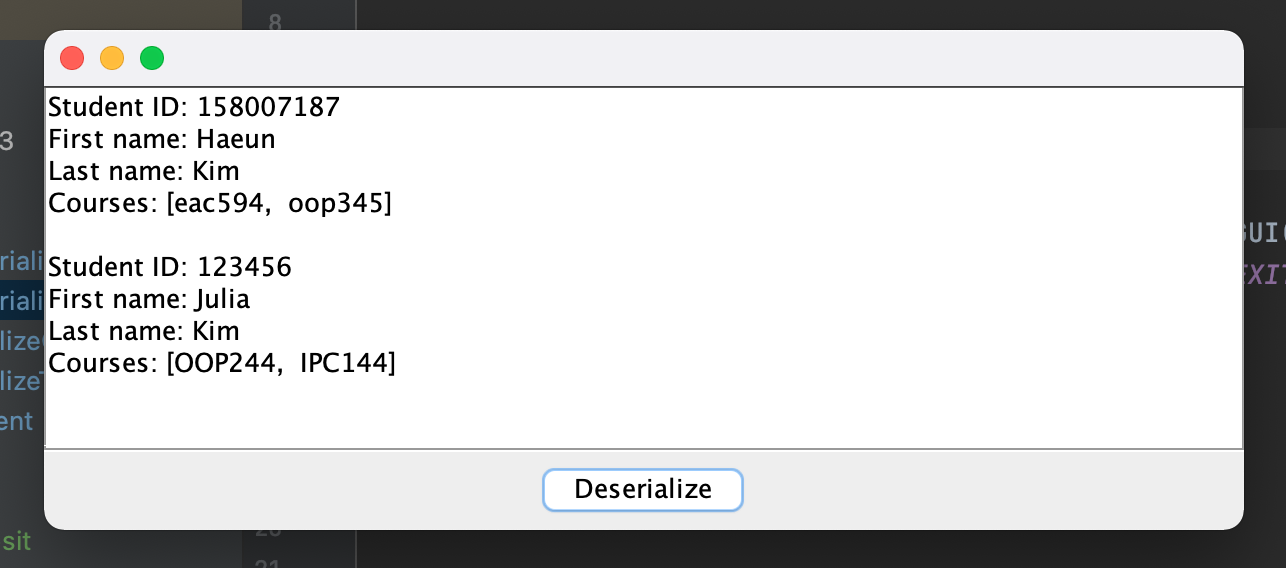 8
Student ID: 158007187
First name: Haeun
3
Last name: Kim
Courses: [eac594,  oop345]
GUI
riali
Student ID: 123456
EXIT
riali
First name: Julia
lize
Last name: Kim
Courses: [OOP244,  IPC144]
lize
ent
Deserialize
20
sit
21